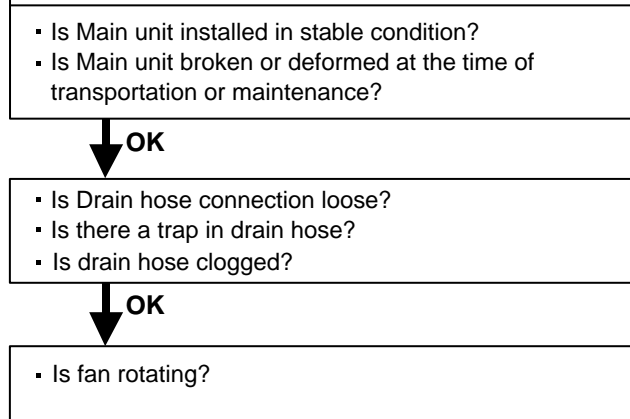 ▪ Is Main unit installed in stable condition?
▪ Is Main unit broken or deformed at the time of
transportation or maintenance?
OK
▪ Is Drain hose connection loose?
▪ Is there a trap in drain hose?
▪ Is drain hose clogged?
OK
▪ Is fan rotating?